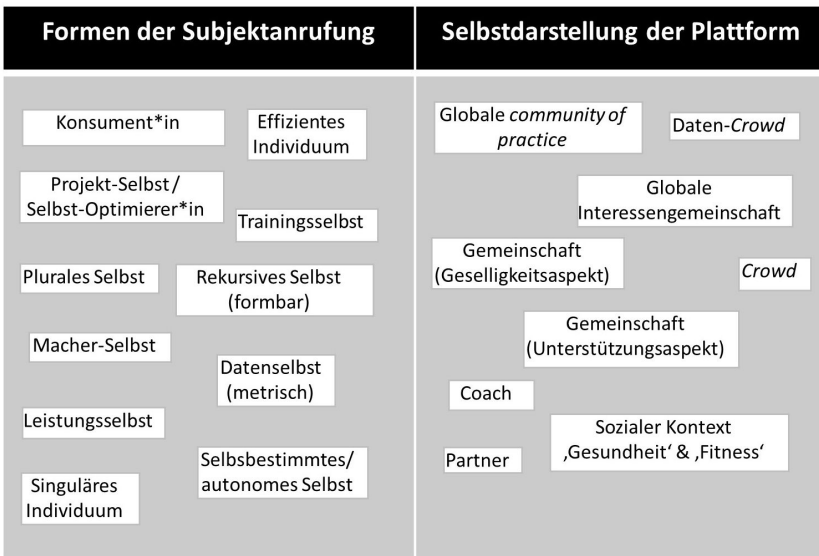 Formen der Subjektanrufung
Konsument*in
Effizientes
Individuum
Projekt-Selbst/
Selbst-Optimierer*in
Trainingsselbst
Plurales Selbst
Rekursives Selbst
(formbar)
Macher-Selbst
Datenselbst
(metrisch)
Leistungsselbst
Selbsbestimmtes/
autonomes Selbst
Singuläres
Individuum
Selbstdarstellung der Plattform
Globale community of
practice
Daten-Crowd
Globale
Interessengemeinschaft
Gemeinschaft
(Geselligkeitsaspekt)
Crowd
Gemeinschaft
(Unterstützungsaspekt)
Coach
Sozialer Kontext
‚Gesundheit‘ & ‚Fitness‘
Partner